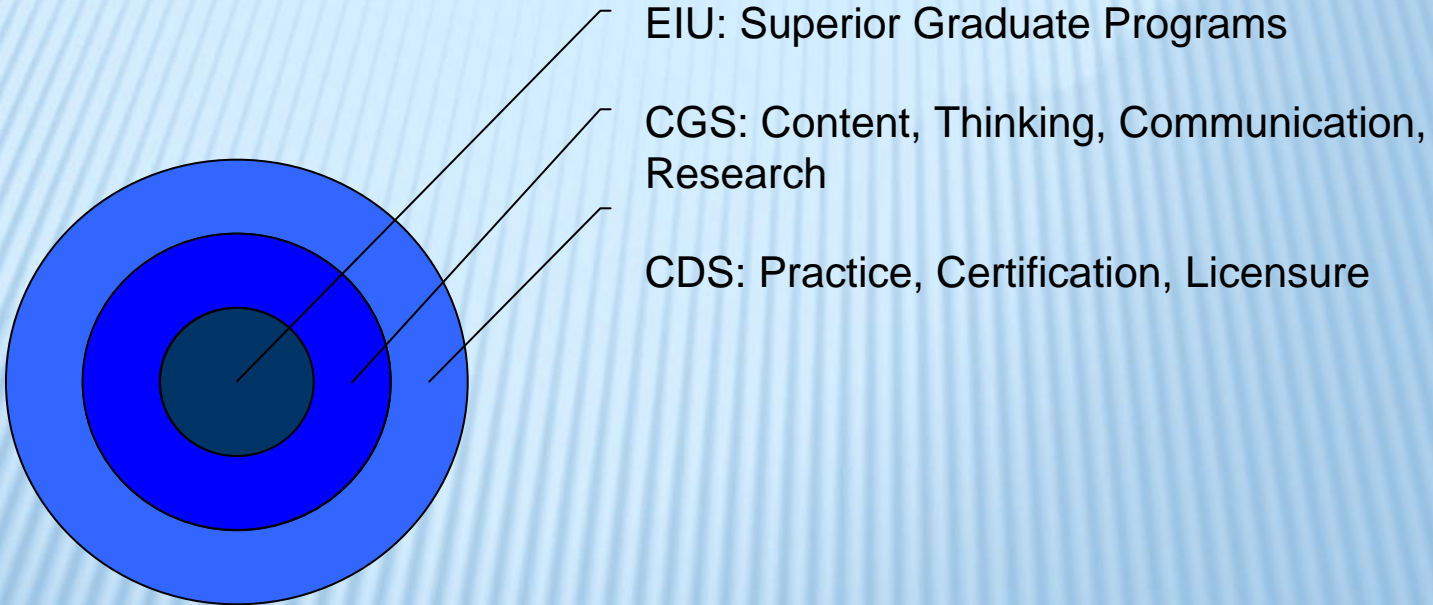 EIU: Superior Graduate Programs
CGS: Content, Thinking, Communication,
Research
CDS: Practice, Certification, Licensure